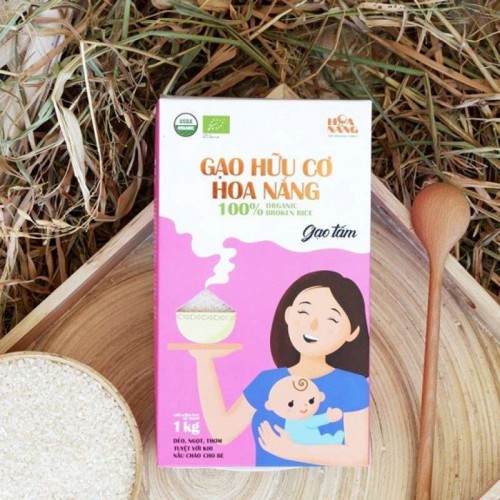 USDA
ORGANIC
HOA
NẮNG
GẠO HỮU CƠ
HOA NẮNG
100% ORGANIC
BROKEN RICE
Gạo tấm
1 kg
DẺO, NGỌT, THƠM
TUYỆT VỜI KHI
NẤU CHÁO CHO BÉ